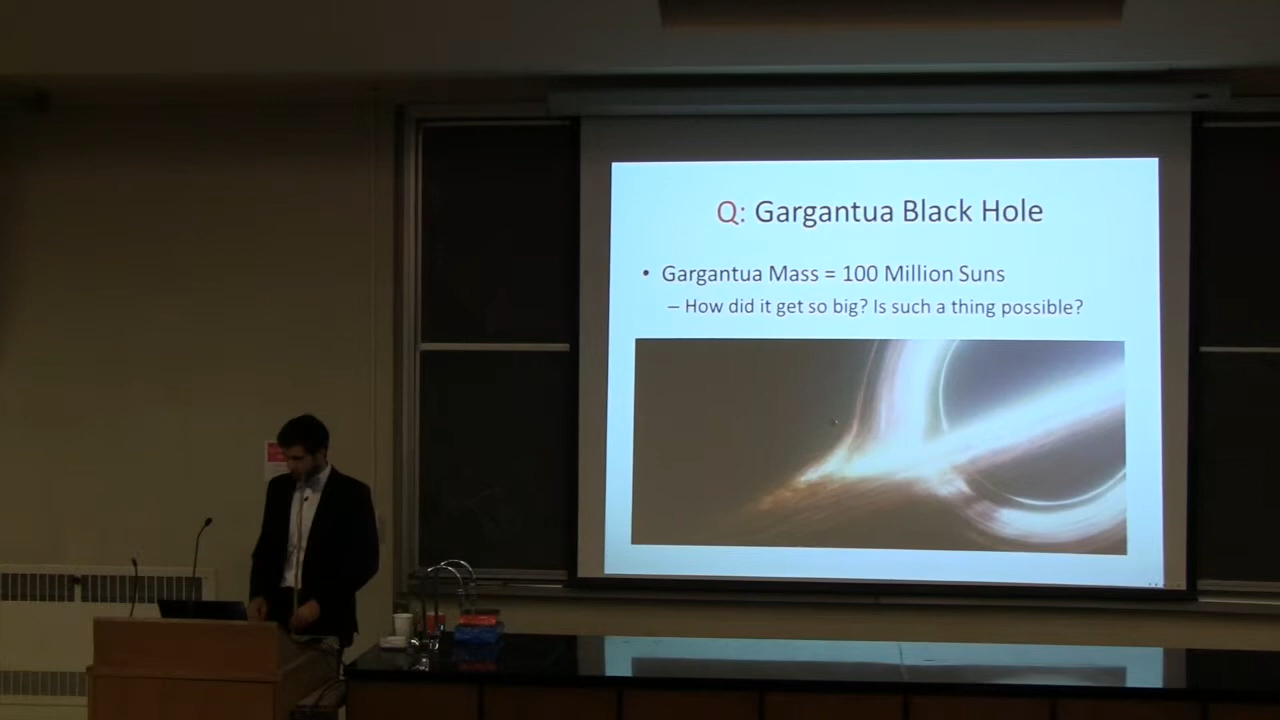 Q: Gargantua Black Hole
• Gargantua Mass = 100 Million Suns
– How did it get so big? Is such a thing possible?